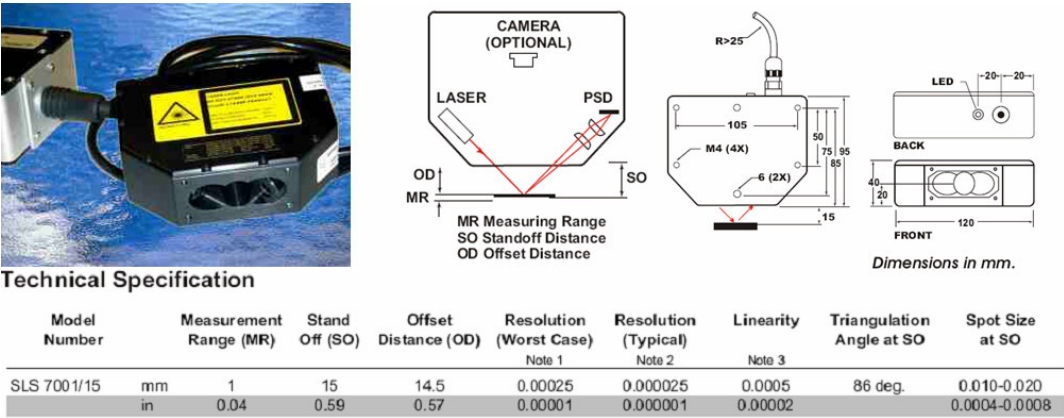 CAMERA
(OPTIONAL)
LASER
PSD
OD
SO
MR
MR Measuring Range
SO Standoff Distance
OD Offset Distance
R>25
105
M4 (4X)
6 (2X)
50
75
85
95
15
LED
20
20
BACK
40
20
120
FRONT
Dimensions in mm.
Technical Specification
Model Measurement Stand Offset Resolution Resolution Linearity Triangulation Spot Size
Number Range (MR) Off (SO) Distance (OD) (Worst Case) (Typical) Angle at SO at SO
Note 1 Note 2 Note 3
SLS 7001/15 mm 1 15 14.5 0.00025 0.000025 0.0005 86 deg. 0.010-0.020
in 0.04 0.59 0.57 0.00001 0.000001 0.00002 0.0004-0.0008